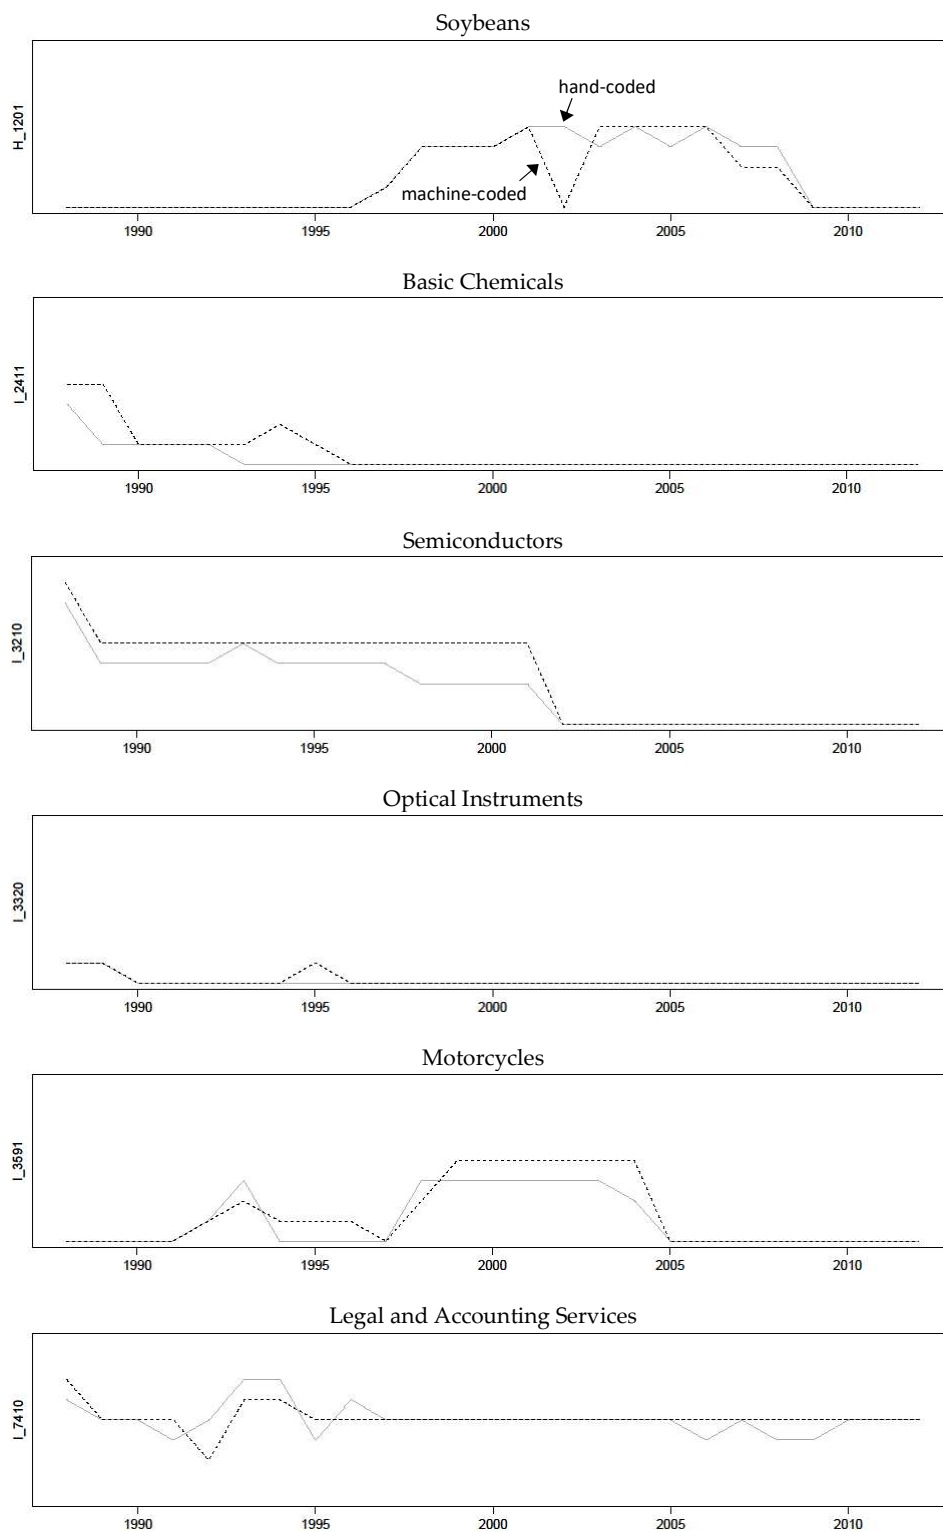 Soybeans
H_1201
hand-coded
machine-coded
1990 1995 2000 2005 2010
Basic Chemicals
I_2411
1990 1995 2000 2005 2010
Semiconductors
I_3210
1990 1995 2000 2005 2010
Optical Instruments
I_3320
1990 1995 2000 2005 2010
Motorcycles
I_3591
1990 1995 2000 2005 2010
Legal and Accounting Services
I_7410
1990 1995 2000 2005 2010